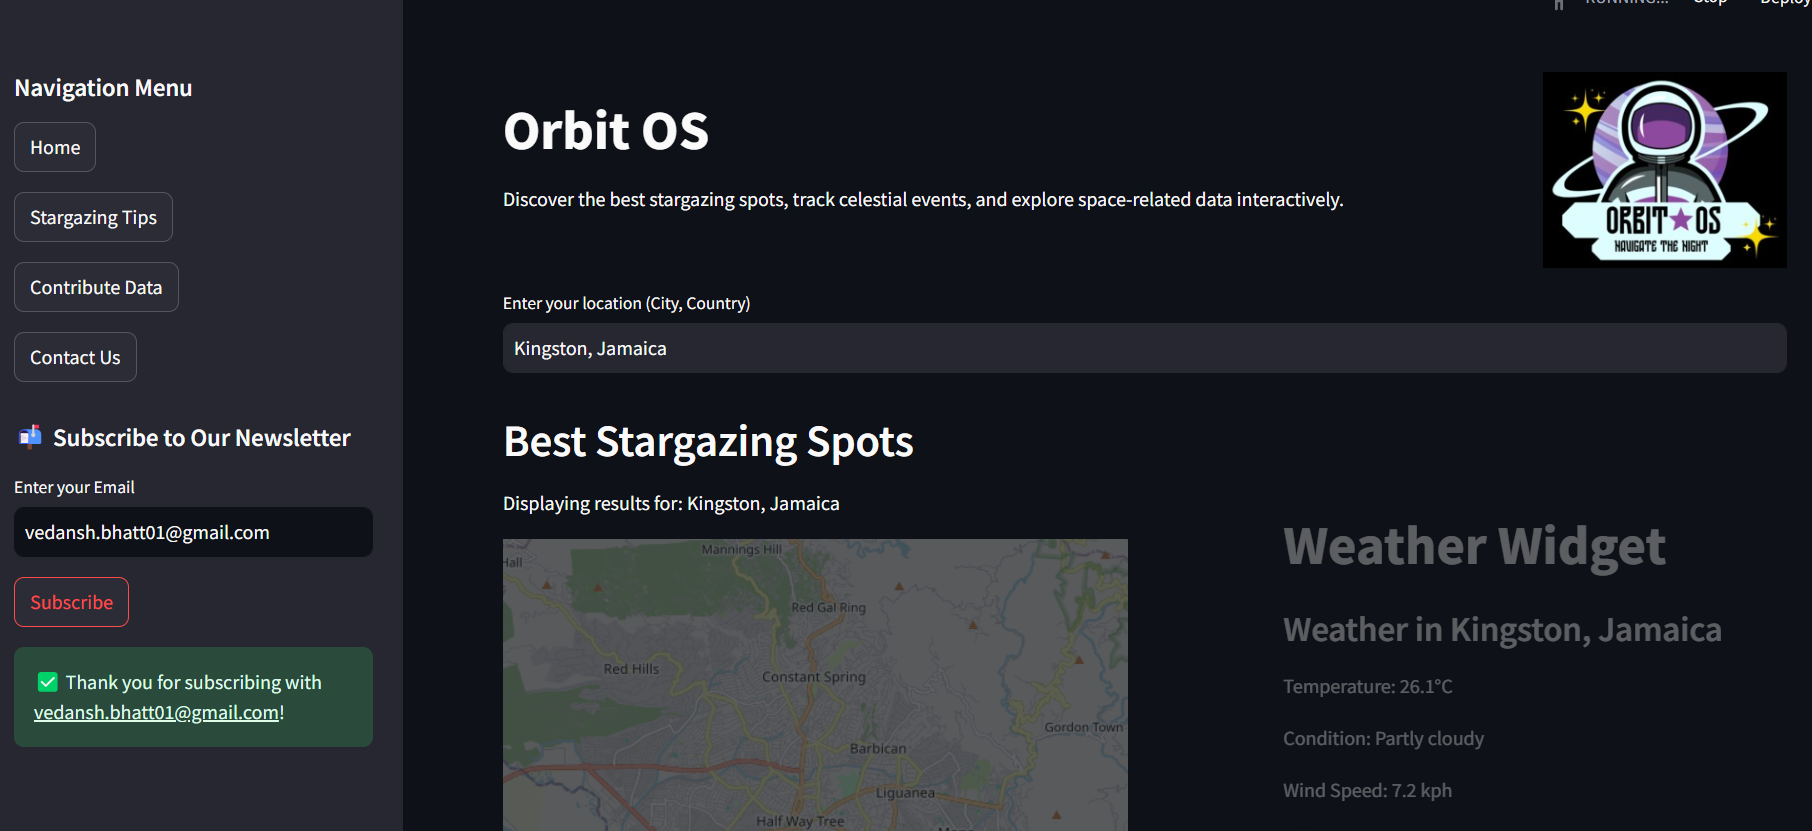 RUNNING... Stop Deploy
Navigation Menu
Home
Stargazing Tips
Contribute Data
Contact Us
Subscribe to Our Newsletter
Enter your Email
vedansh.bhatt01@gmail.com
Subscribe
Thank you for subscribing with
vedansh.bhatt01@gmail.com!
Orbit OS
Discover the best stargazing spots, track celestial events, and explore space-related data interactively.
ORBIT OS
NAVIGATE THE NIGHT
Enter your location (City, Country)
Kingston, Jamaica
Best Stargazing Spots
Displaying results for: Kingston, Jamaica
Mannings Hill
Hall
Red Gal Ring
Red Hills
Constant Spring
Gordon Town
Barbican
Liguanea
Half Way Tree
Weather Widget
Weather in Kingston, Jamaica
Temperature: 26.1°C
Condition: Partly cloudy
Wind Speed: 7.2 kph